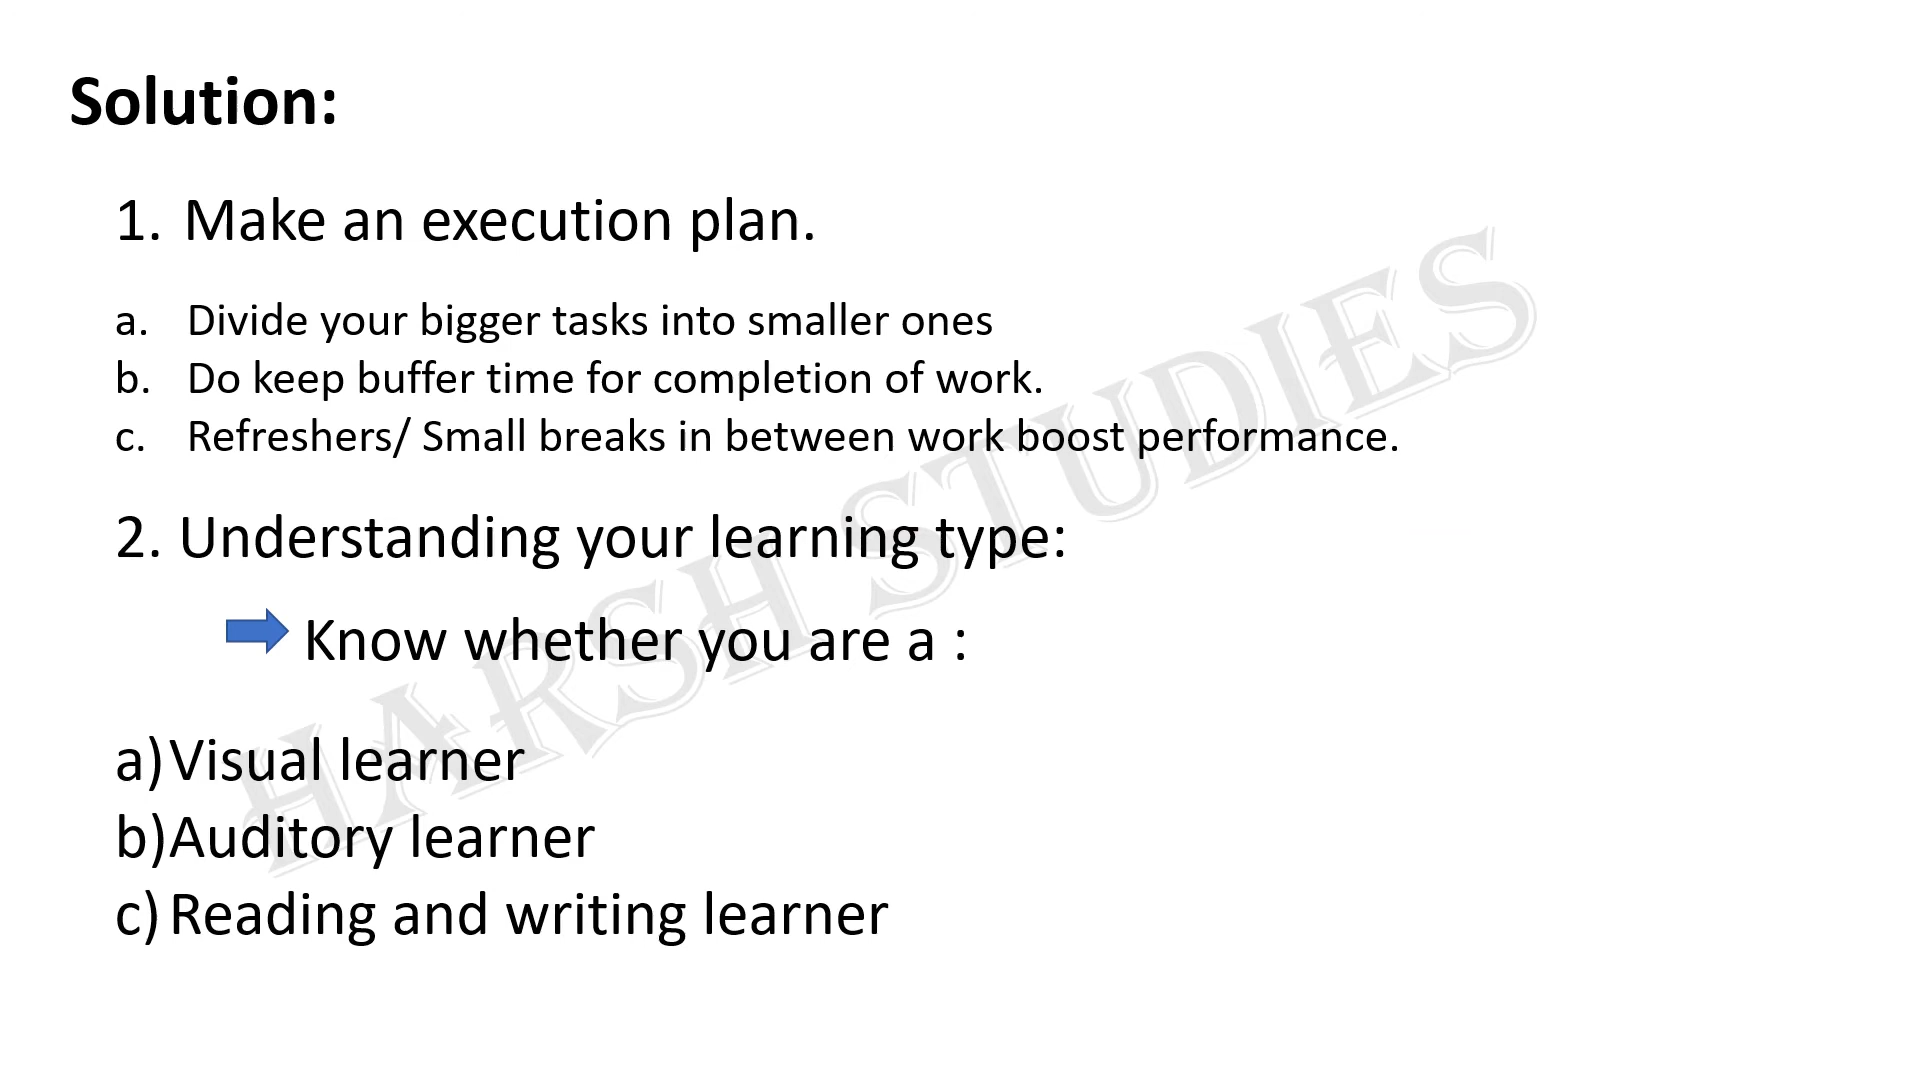 Solution:
1. Make an execution plan.
a. Divide your bigger tasks into smaller ones
b. Do keep buffer time for completion of work.
c. Refreshers/ Small breaks in between work boost performance.
2. Understanding your learning type:
Know whether you are a :
a) Visual learner
b) Auditory learner
c) Reading and writing learner
HARSH STUDIES